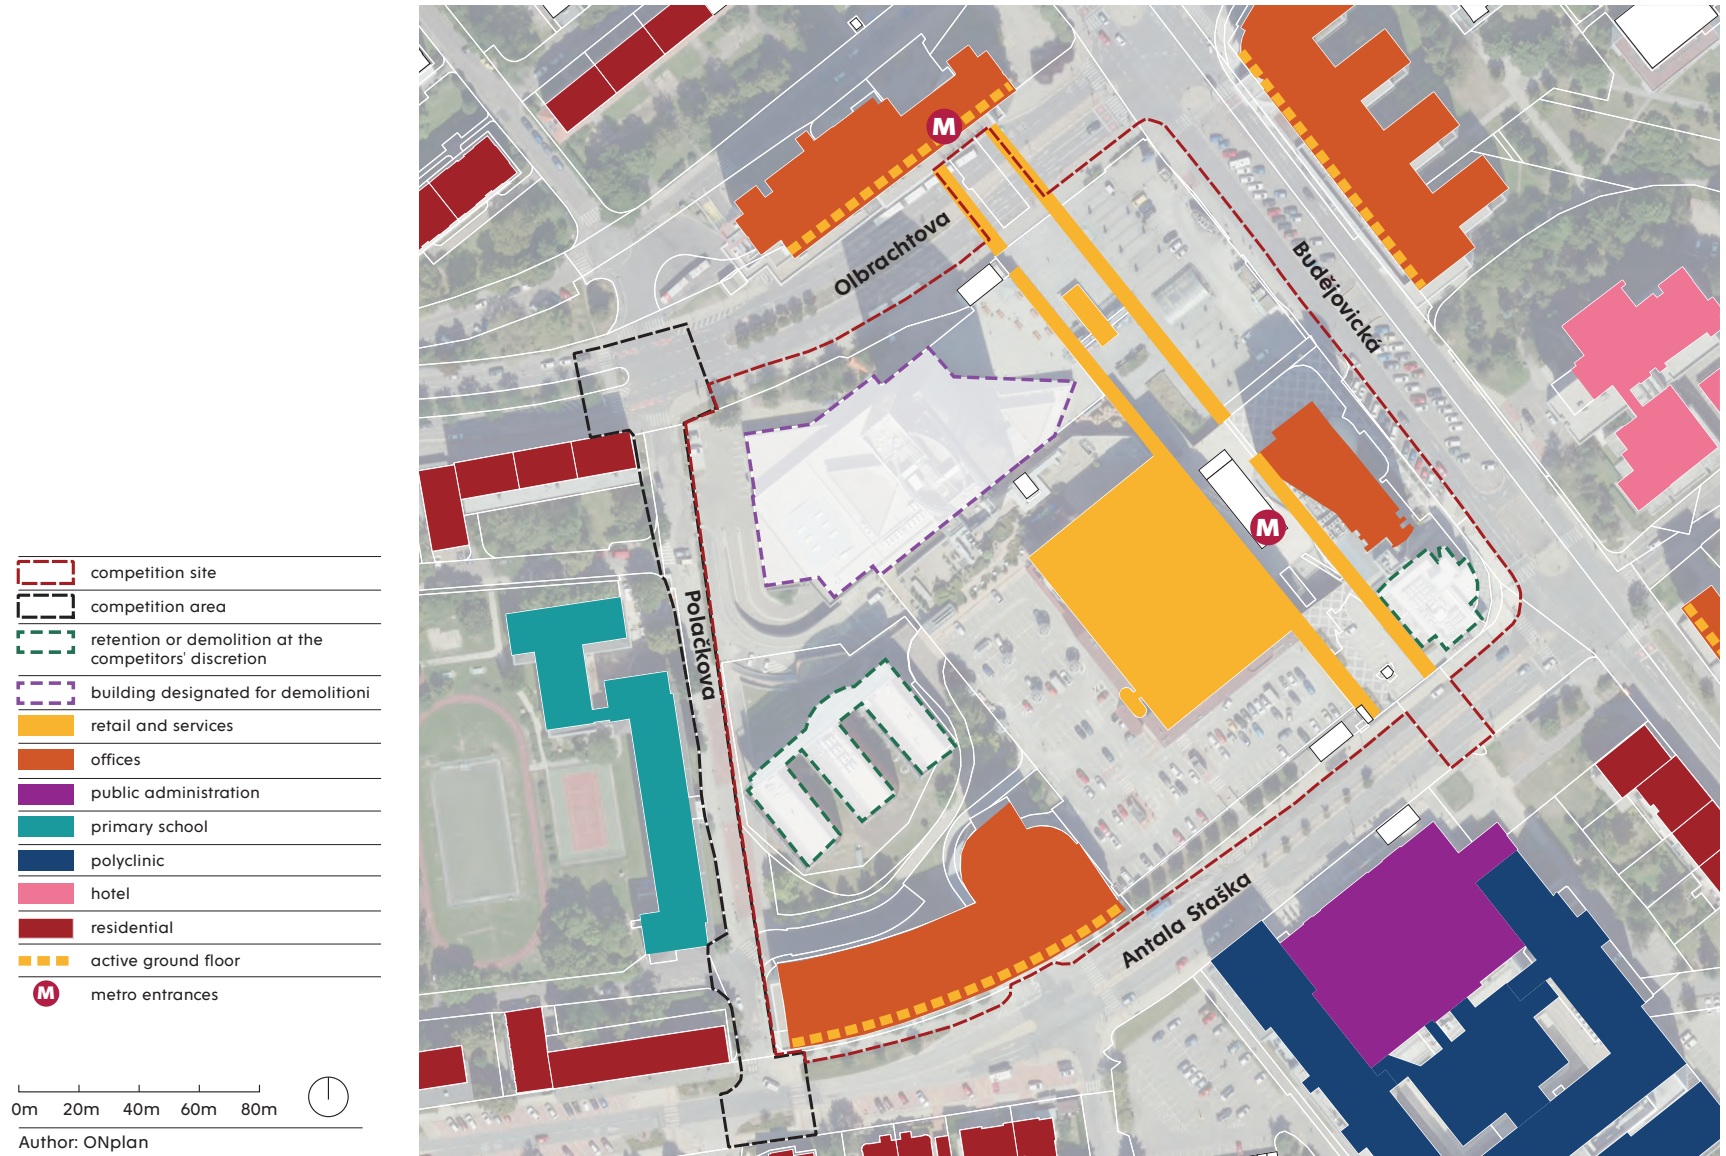 competition site
competition area
retention or demolition at the
competitors' discretion
building designated for demolitioni
retail and services
offices
public administration
primary school
polyclinic
hotel
residential
active ground floor
M
metro entrances
0m 20m 40m 60m 80m
Author: ONplan
M
Olbrachtova
Budějovická
M
Polačkova
Antala Staška